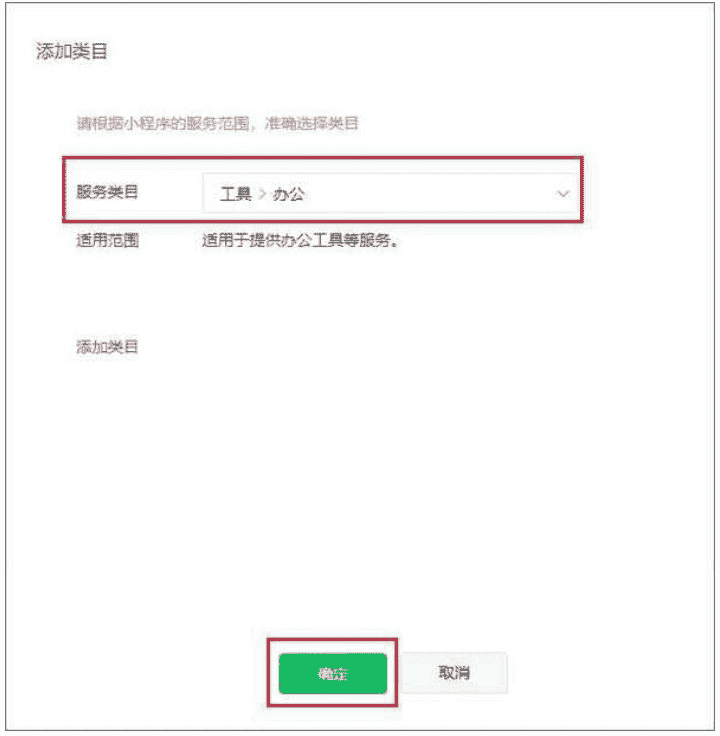 添加类目
请根据小程序的服务范围，准确选择类目
服务类目 工具 > 办公
适用范围 适用于提供办公工具等服务。
添加类目
确定 取消